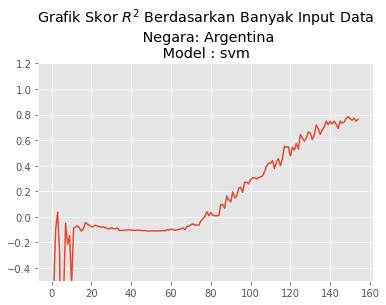 Grafik Skor R² Berdasarkan Banyak Input Data
Negara: Argentina
Model : svm
1.2
1.0
0.8
0.6
0.4
0.2
0.0
−0.2
−0.4
0 20 40 60 80 100 120 140 160